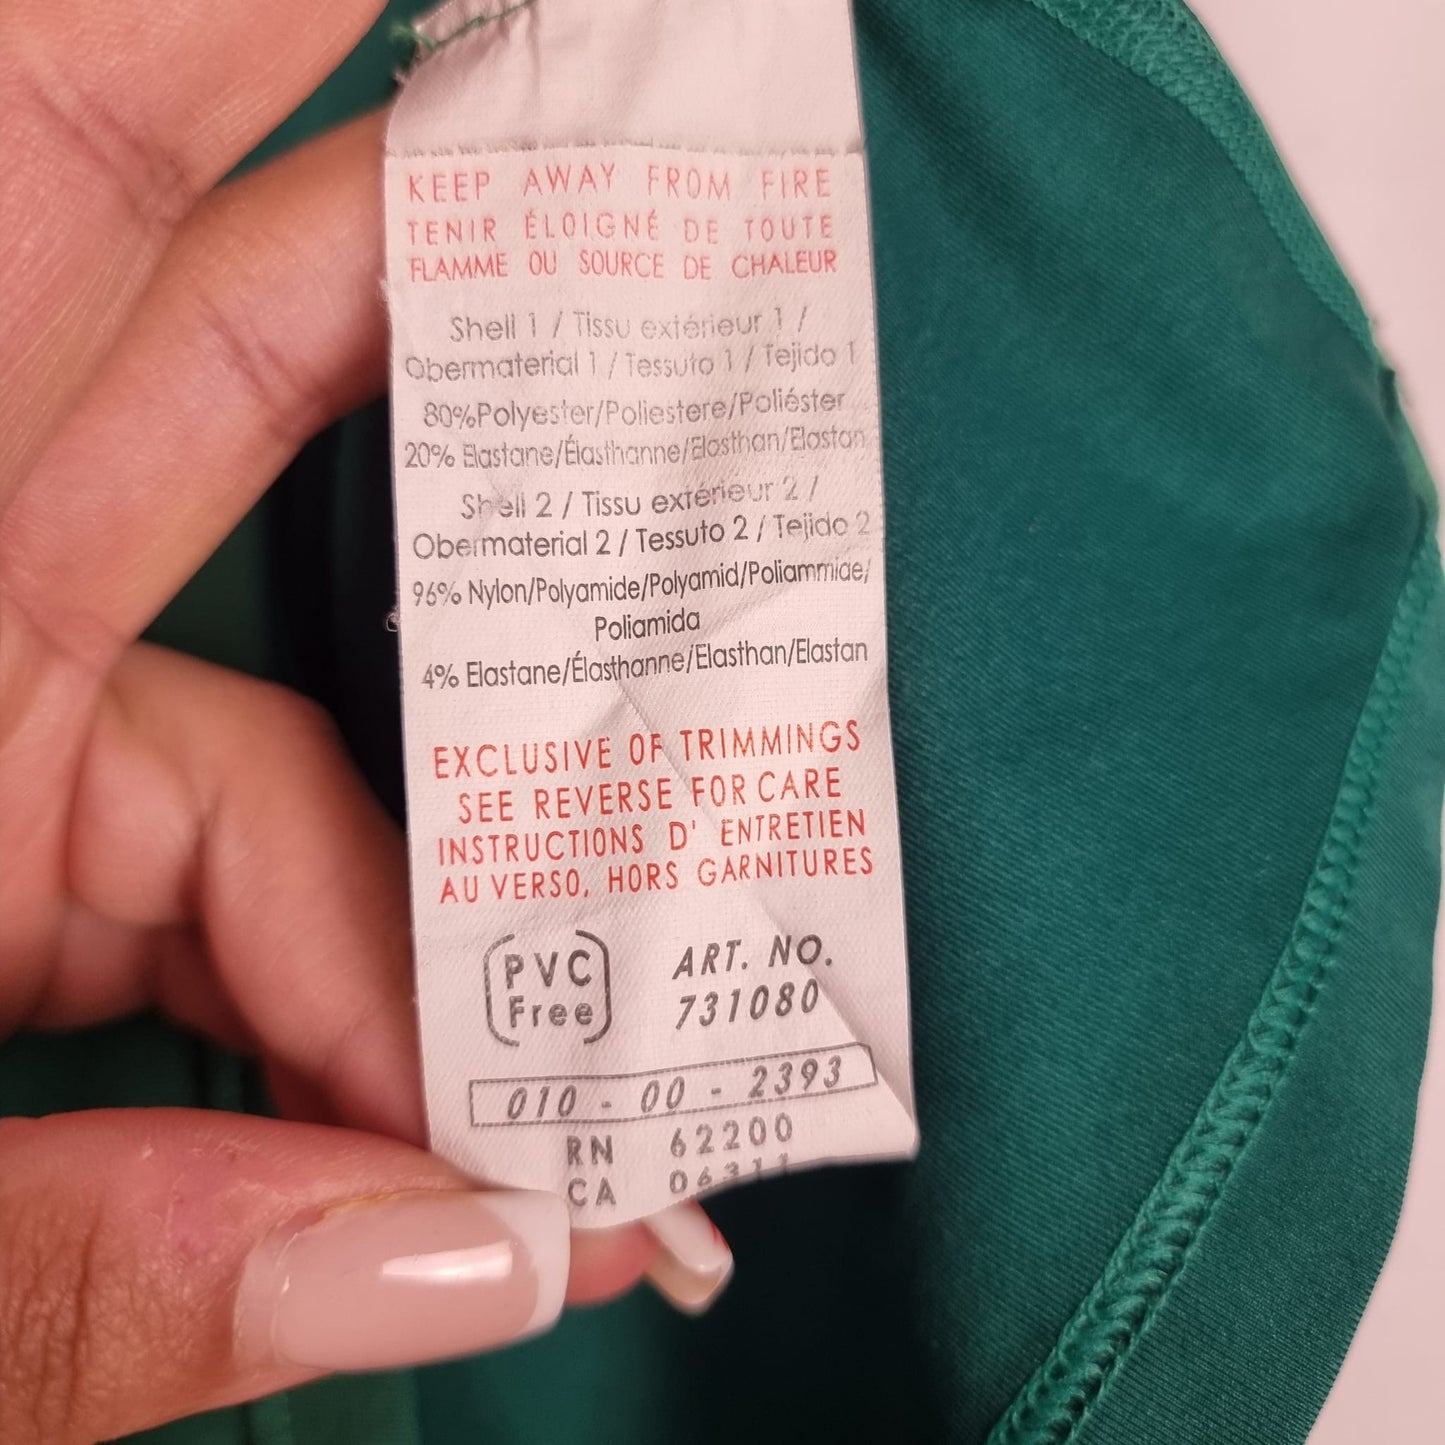 KEEP AWAY FROM FIRE
TENIR ÉLOIGNÉ DE TOUTE
FLAMME OU SOURCE DE CHALEUR
Shell 1 / Tissu extérieur 1 /
Obermaterial 1 / Tessuto 1 / Tejido 1
80%Polyester/Poliestere/Poliéster
20% Elastane/Élasthanne/Elasthan/Elastan
Shell 2 / Tissu extérieur 2 /
Obermaterial 2 / Tessuto 2 / Tejido 2
96% Nylon/Polyamide/Polyamid/Poliammide/
Poliamida
4% Elastane/Élasthanne/Elasthan/Elastan
EXCLUSIVE OF TRIMMINGS
SEE REVERSE FOR CARE
INSTRUCTIONS D' ENTRETIEN
AU VERSO, HORS GARNITURES
PVC
Free
ART. NO.
731080
010 - 00 - 2393
RN 62200
CA 06311